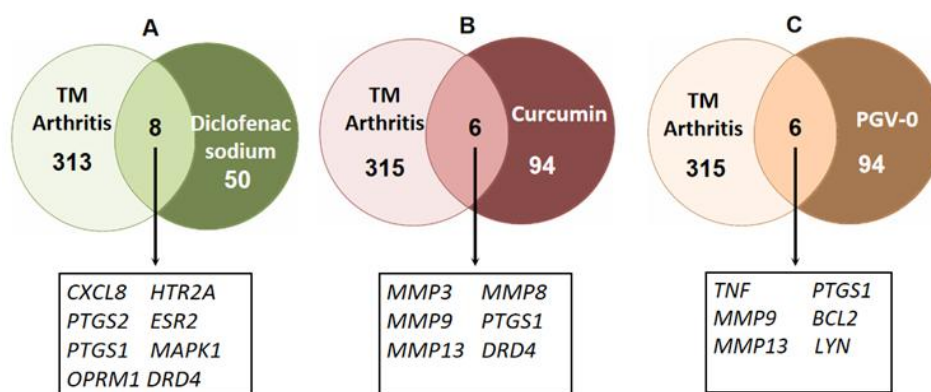 A
TM
Arthritis
313
8
Diclofenac
sodium
50
CXCL8 HTR2A
PTGS2 ESR2
PTGS1 MAPK1
OPRM1 DRD4
B
TM
Arthritis
315
6
Curcumin
94
MMP3 MMP8
MMP9 PTGS1
MMP13 DRD4
C
TM
Arthritis
315
6
PGV-0
94
TNF PTGS1
MMP9 BCL2
MMP13 LYN